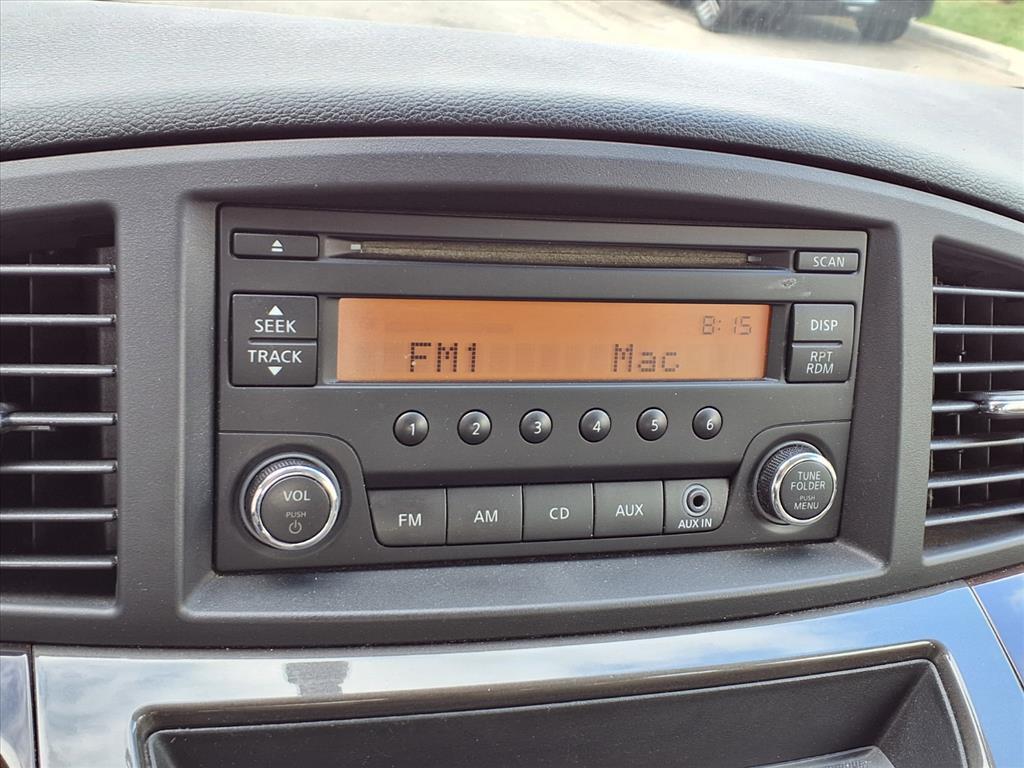 SCAN
SEEK
TRACK
8:15
FM1 Mac
DISP
RPT
RDM
1 2 3 4 5 6
VOL
PUSH
FM AM CD AUX
AUX IN
TUNE
FOLDER
PUSH
MENU